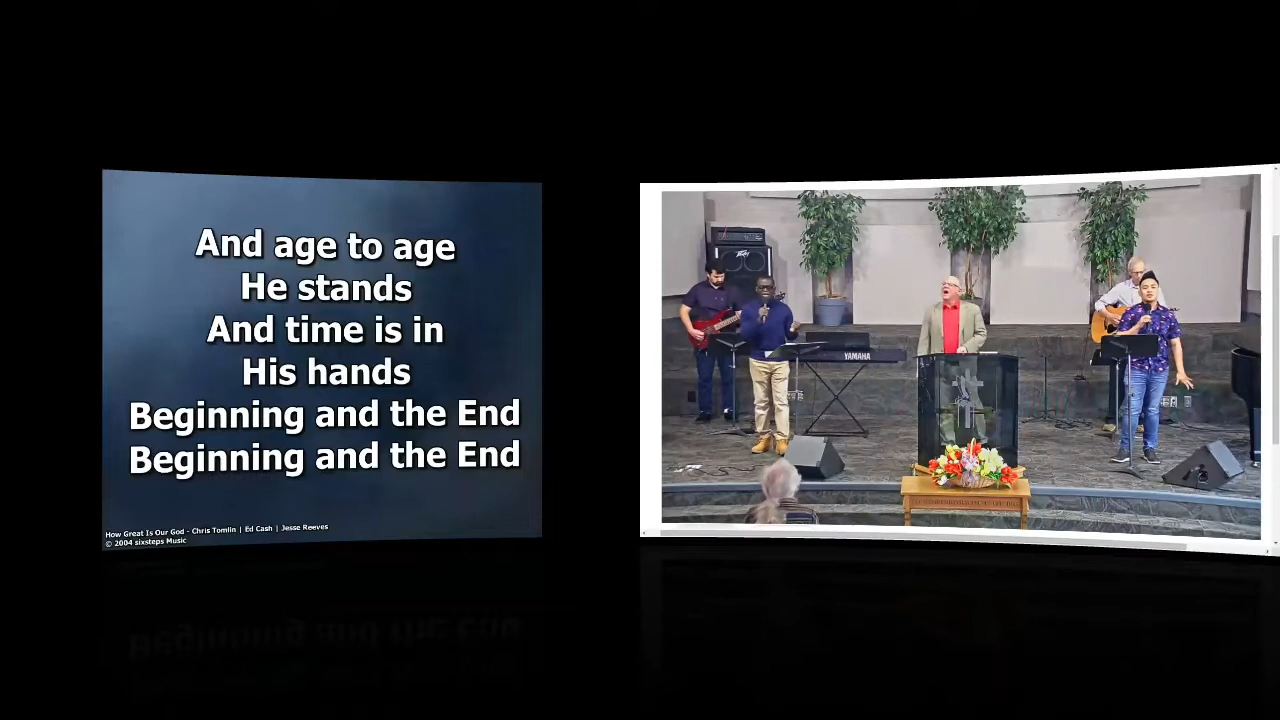 And age to age
He stands
And time is in
His hands
Beginning and the End
Beginning and the End
How Great Is Our God - Chris Tomlin | Ed Cash | Jesse Reeves
© 2004 sixsteps Music
PEAVEY
YAMAHA